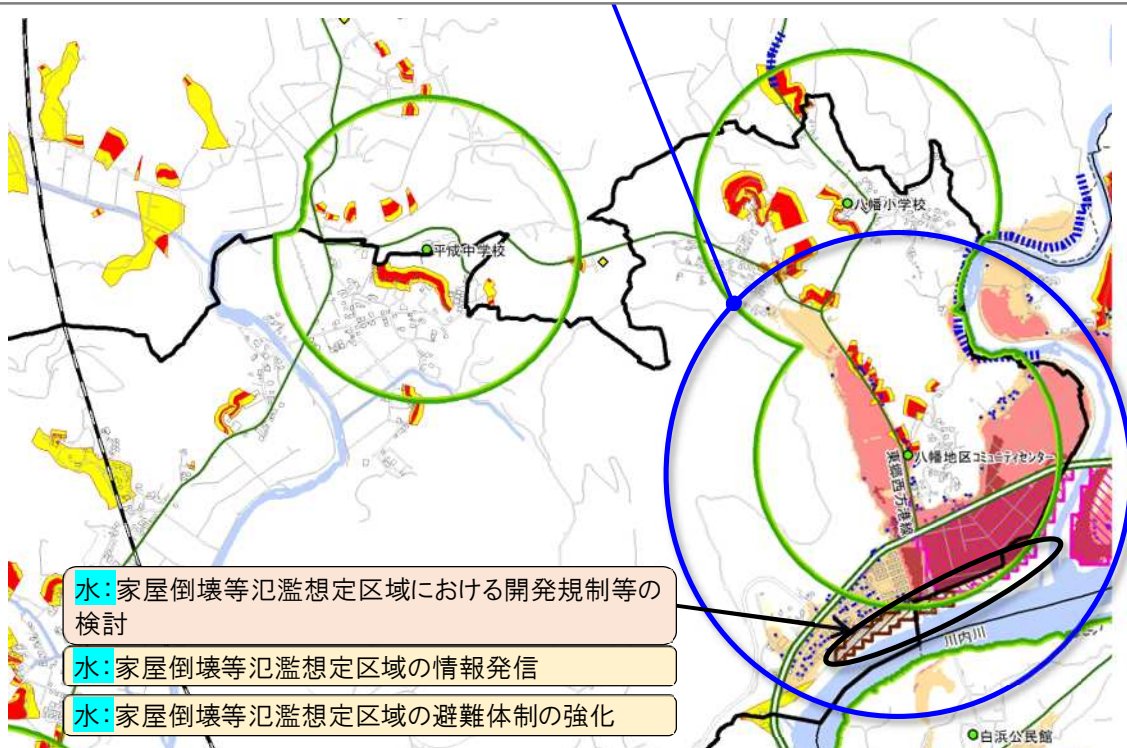 八幡小学校
平成中学校
八幡地区コミュニティセンター
東郷西方港線
水：家屋倒壊等氾濫想定区域における開発規制等の
検討
水：家屋倒壊等氾濫想定区域の情報発信
水：家屋倒壊等氾濫想定区域の避難体制の強化
川内川
白浜公民館